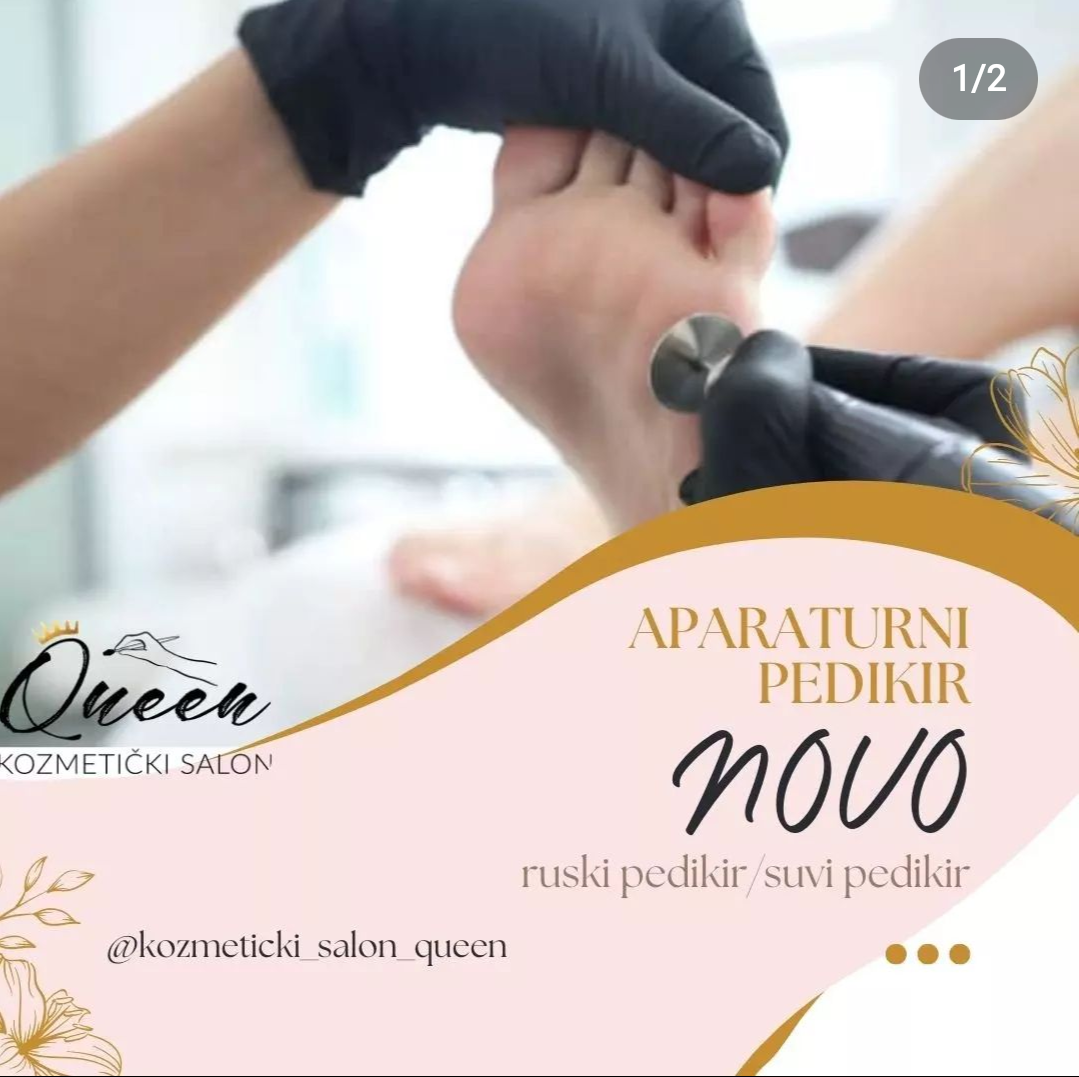 1/2
Queen
KOZMETIČKI SALON
APARATURNI
PEDIKIR
NOVO
ruski pedikir/suvi pedikir
@kozmeticki_salon_queen